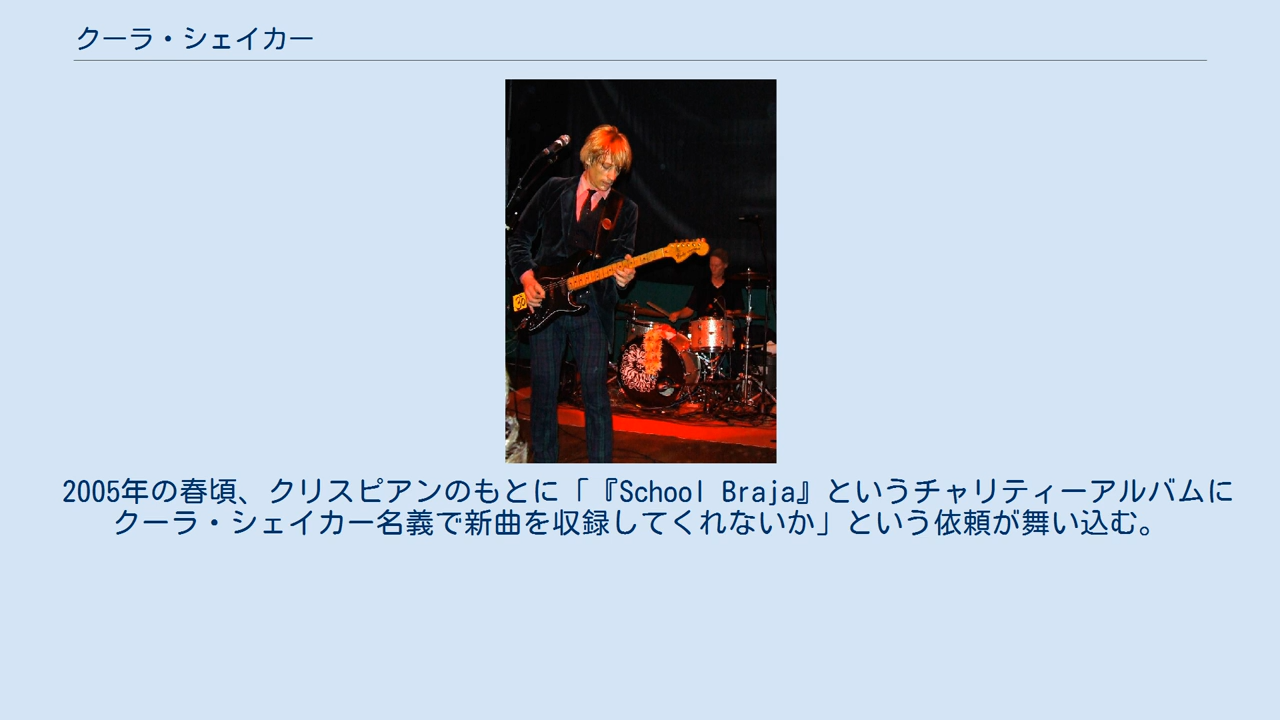 クーラ・シェイカー
2005年の春頃、クリスピアンのもとに「『School Braja』というチャリティーアルバムに
クーラ・シェイカー名義で新曲を収録してくれないか」という依頼が舞い込む。